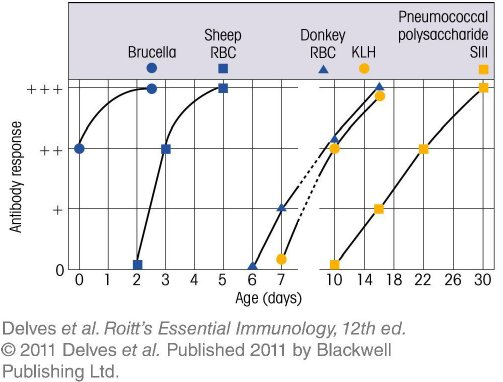 Pneumococcal
polysaccharide
SIII
Brucella
Sheep
RBC
Donkey
RBC
KLH
Antibody response
+++
++
+
0
0 1 2 3 4 5 6 7 10 14 18 22 26 30
Age (days)
Delves et al. Roitt's Essential Immunology, 12th ed.
© 2011 Delves et al. Published 2011 by Blackwell
Publishing Ltd.